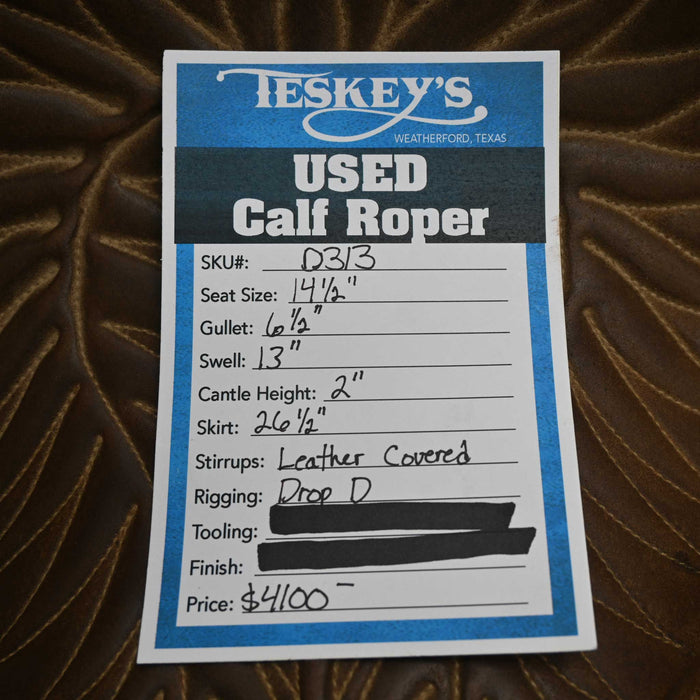 TESKEY'S
WEATHERFORD, TEXAS
USED
Calf Roper
SKU#: D313
Seat Size: 14 1/2"
Gullet: 6 1/2"
Swell: 13"
Cantle Height: 2"
Skirt: 26 1/2"
Stirrups: Leather Covered
Rigging: Drop D
Tooling:
Finish:
Price: $4100-